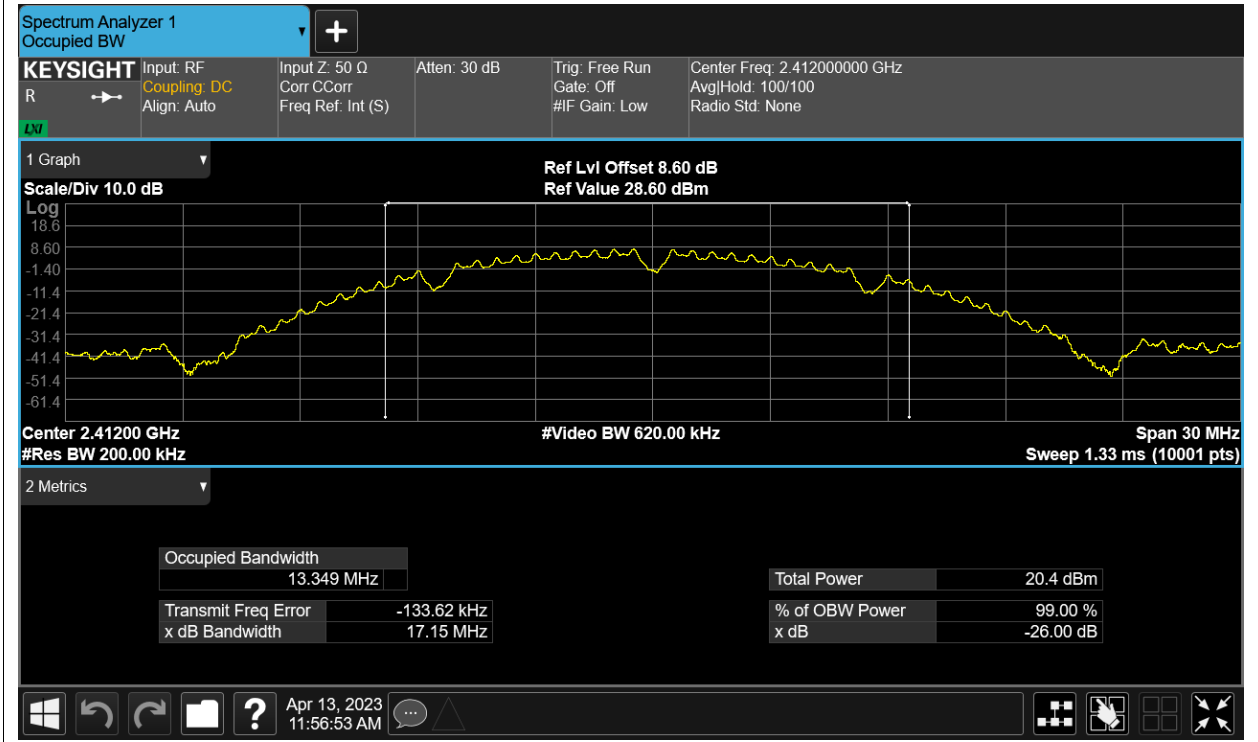 Spectrum Analyzer 1
Occupied BW
KEYSIGHT
R
LXI
Input: RF
Coupling: DC
Align: Auto
Input Z: 50 Ω
Corr CCorr
Freq Ref: Int (S)
Atten: 30 dB
Trig: Free Run
Gate: Off
#IF Gain: Low
Center Freq: 2.412000000 GHz
Avg|Hold: 100/100
Radio Std: None
1 Graph
Scale/Div 10.0 dB
Ref Lvl Offset 8.60 dB
Ref Value 28.60 dBm
Log
18.6
8.60
-1.40
-11.4
-21.4
-31.4
-41.4
-51.4
-61.4
Center 2.41200 GHz
#Video BW 620.00 kHz
Span 30 MHz
#Res BW 200.00 kHz
Sweep 1.33 ms (10001 pts)
2 Metrics
Occupied Bandwidth
13.349 MHz
Total Power 20.4 dBm
Transmit Freq Error -133.62 kHz
% of OBW Power 99.00 %
x dB Bandwidth 17.15 MHz
x dB -26.00 dB
?
Apr 13, 2023
11:56:53 AM